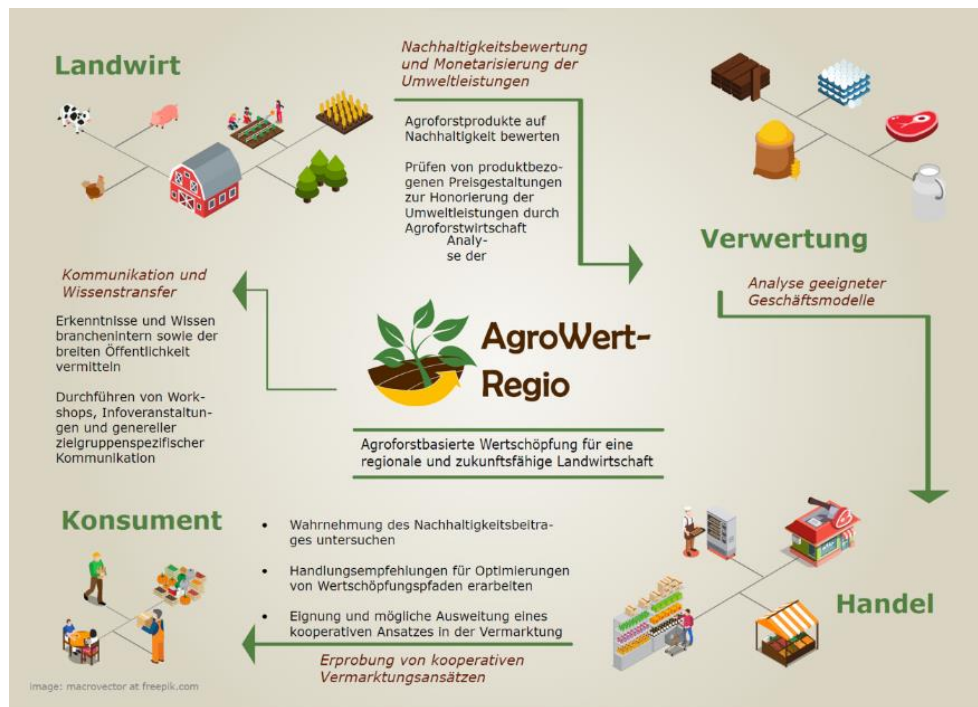 Landwirt
Nachhaltigkeitsbewertung
und Monetarisierung der
Umweltleistungen
Agroforstprodukte auf
Nachhaltigkeit bewerten
Prüfen von produktbezo-
genen Preisgestaltungen
zur Honorierung der
Umweltleistungen durch
Agroforstwirtschaft
Analy-
se der
Verwertung
Analyse geeigneter
Geschäftsmodelle
Kommunikation und
Wissenstransfer
Erkenntnisse und Wissen
branchenintern sowie der
breiten Öffentlichkeit
vermitteln
Durchführen von Work-
shops, Infoveranstaltun-
gen und genereller
zielgruppenspezifischer
Kommunikation
AgroWert-
Regio
Agroforstbasierte Wertschöpfung für eine
regionale und zukunftsfähige Landwirtschaft
Konsument
• Wahrnehmung des Nachhaltigkeitsbeitra-
ges untersuchen
• Handlungsempfehlungen für Optimierungen
von Wertschöpfungspfaden erarbeiten
• Eignung und mögliche Ausweitung eines
kooperativen Ansatzes in der Vermarktung
Handel
Erprobung von kooperativen
Vermarktungsansätzen
image: macrovector at freepik.com